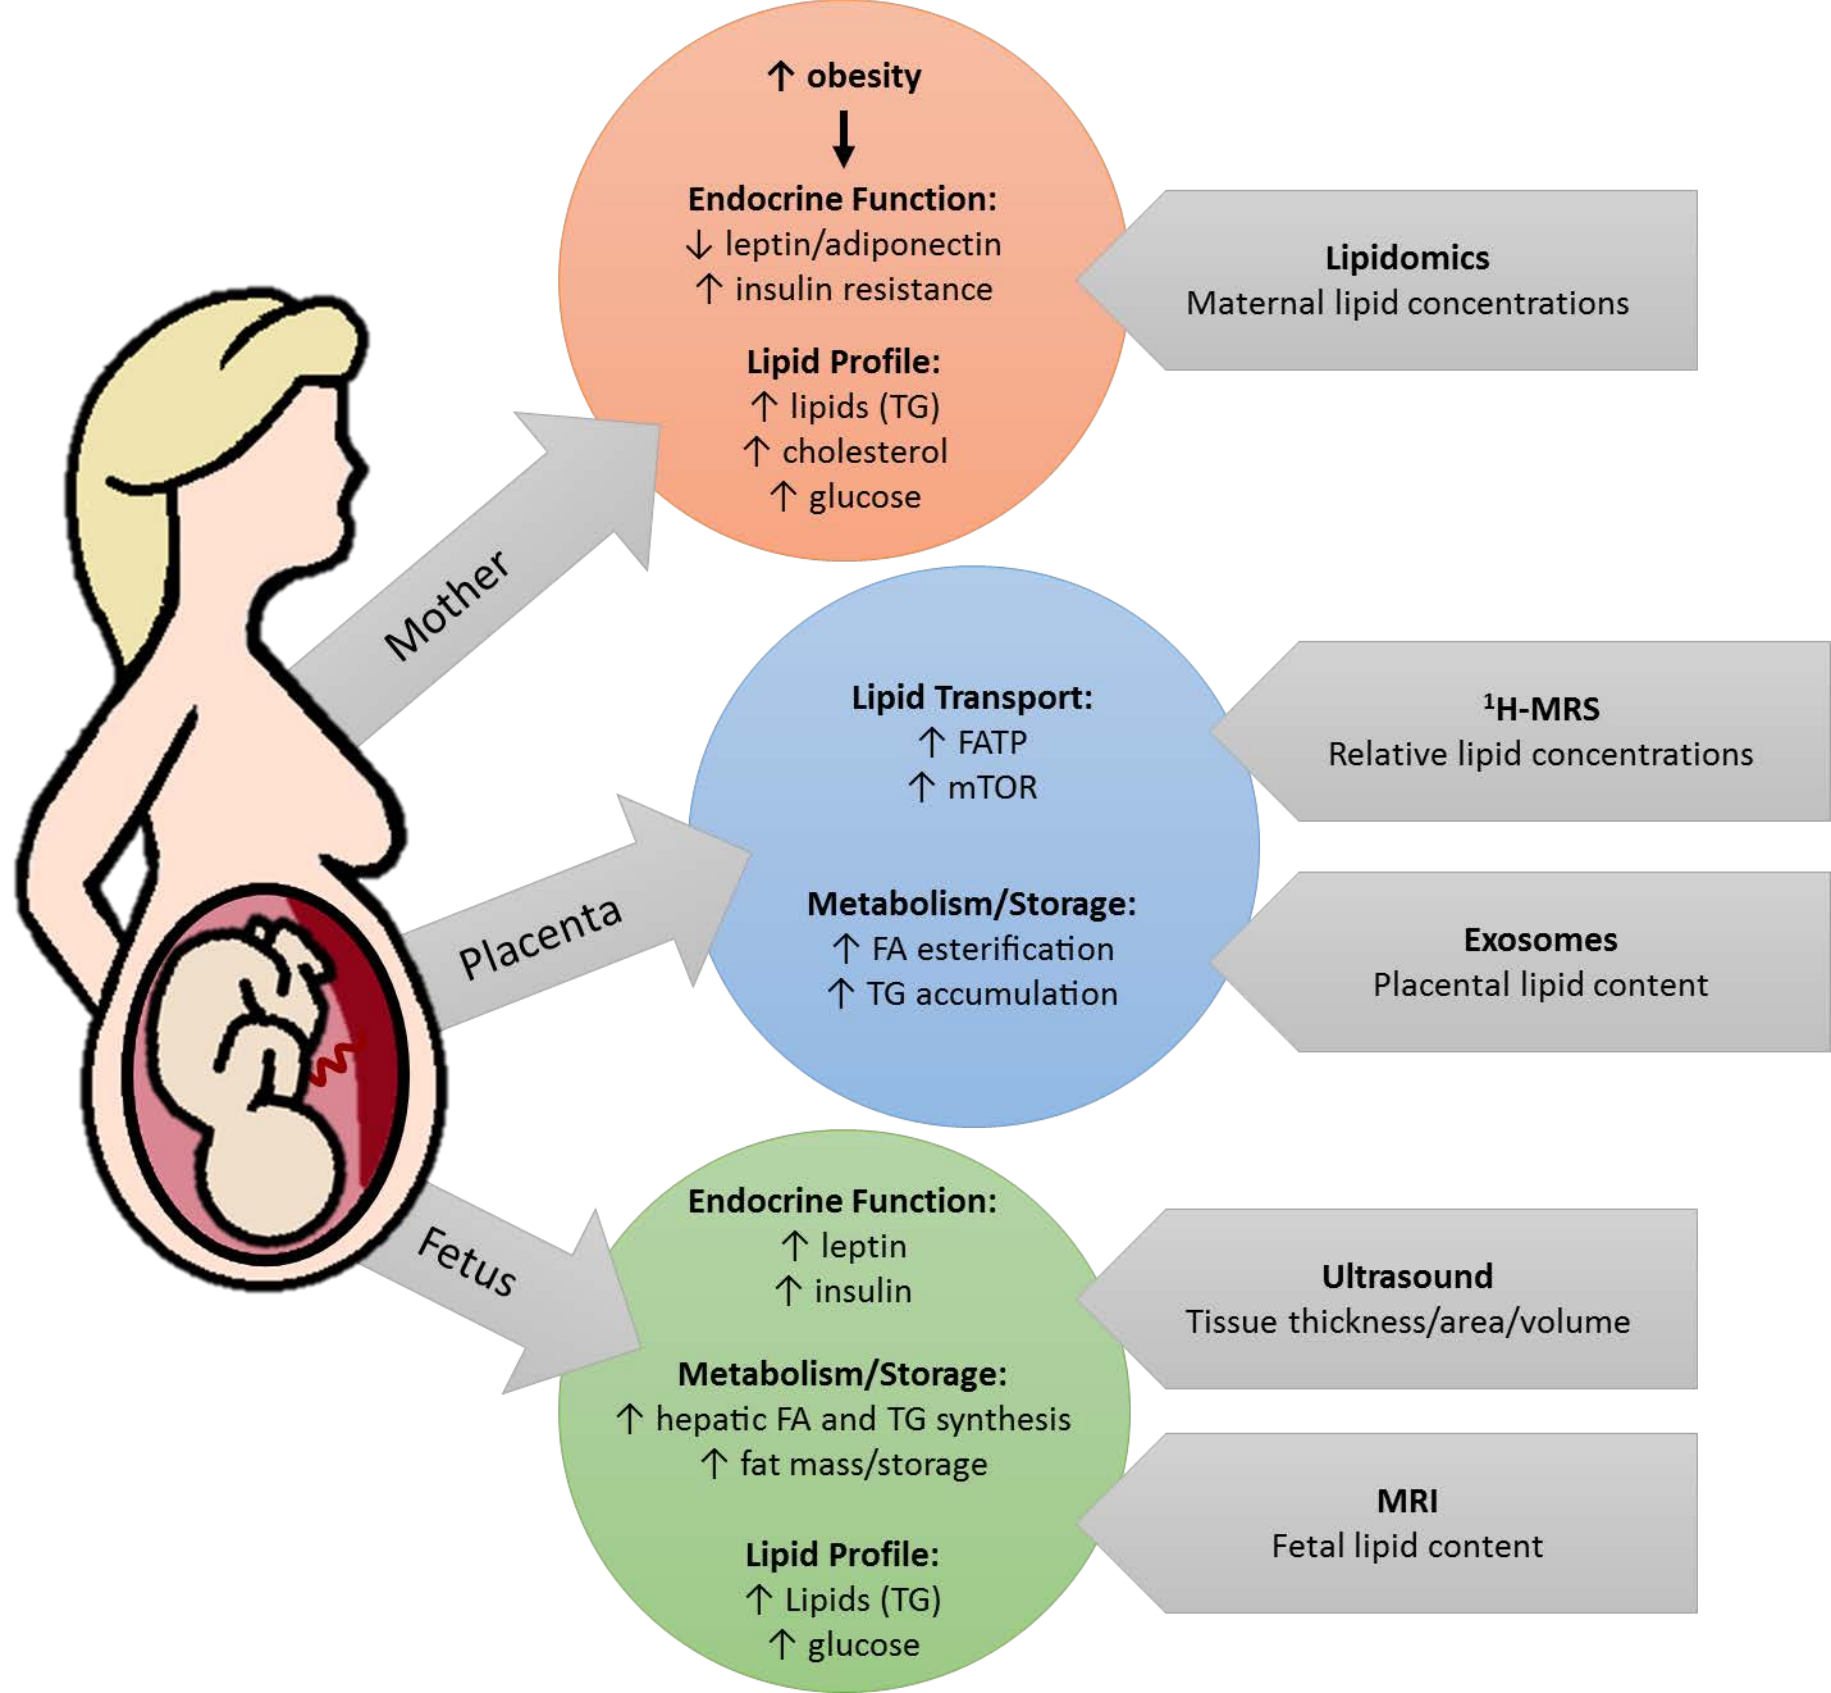 ↑ obesity
Endocrine Function:
↓ leptin/adiponectin
↑ insulin resistance
Lipid Profile:
↑ lipids (TG)
↑ cholesterol
↑ glucose
Lipidomics
Maternal lipid concentrations
Mother
Lipid Transport:
↑ FATP
↑ mTOR
Metabolism/Storage:
↑ FA esterification
↑ TG accumulation
¹H-MRS
Relative lipid concentrations
Exosomes
Placental lipid content
Placenta
Endocrine Function:
↑ leptin
↑ insulin
Metabolism/Storage:
↑ hepatic FA and TG synthesis
↑ fat mass/storage
Lipid Profile:
↑ Lipids (TG)
↑ glucose
Ultrasound
Tissue thickness/area/volume
MRI
Fetal lipid content
Fetus